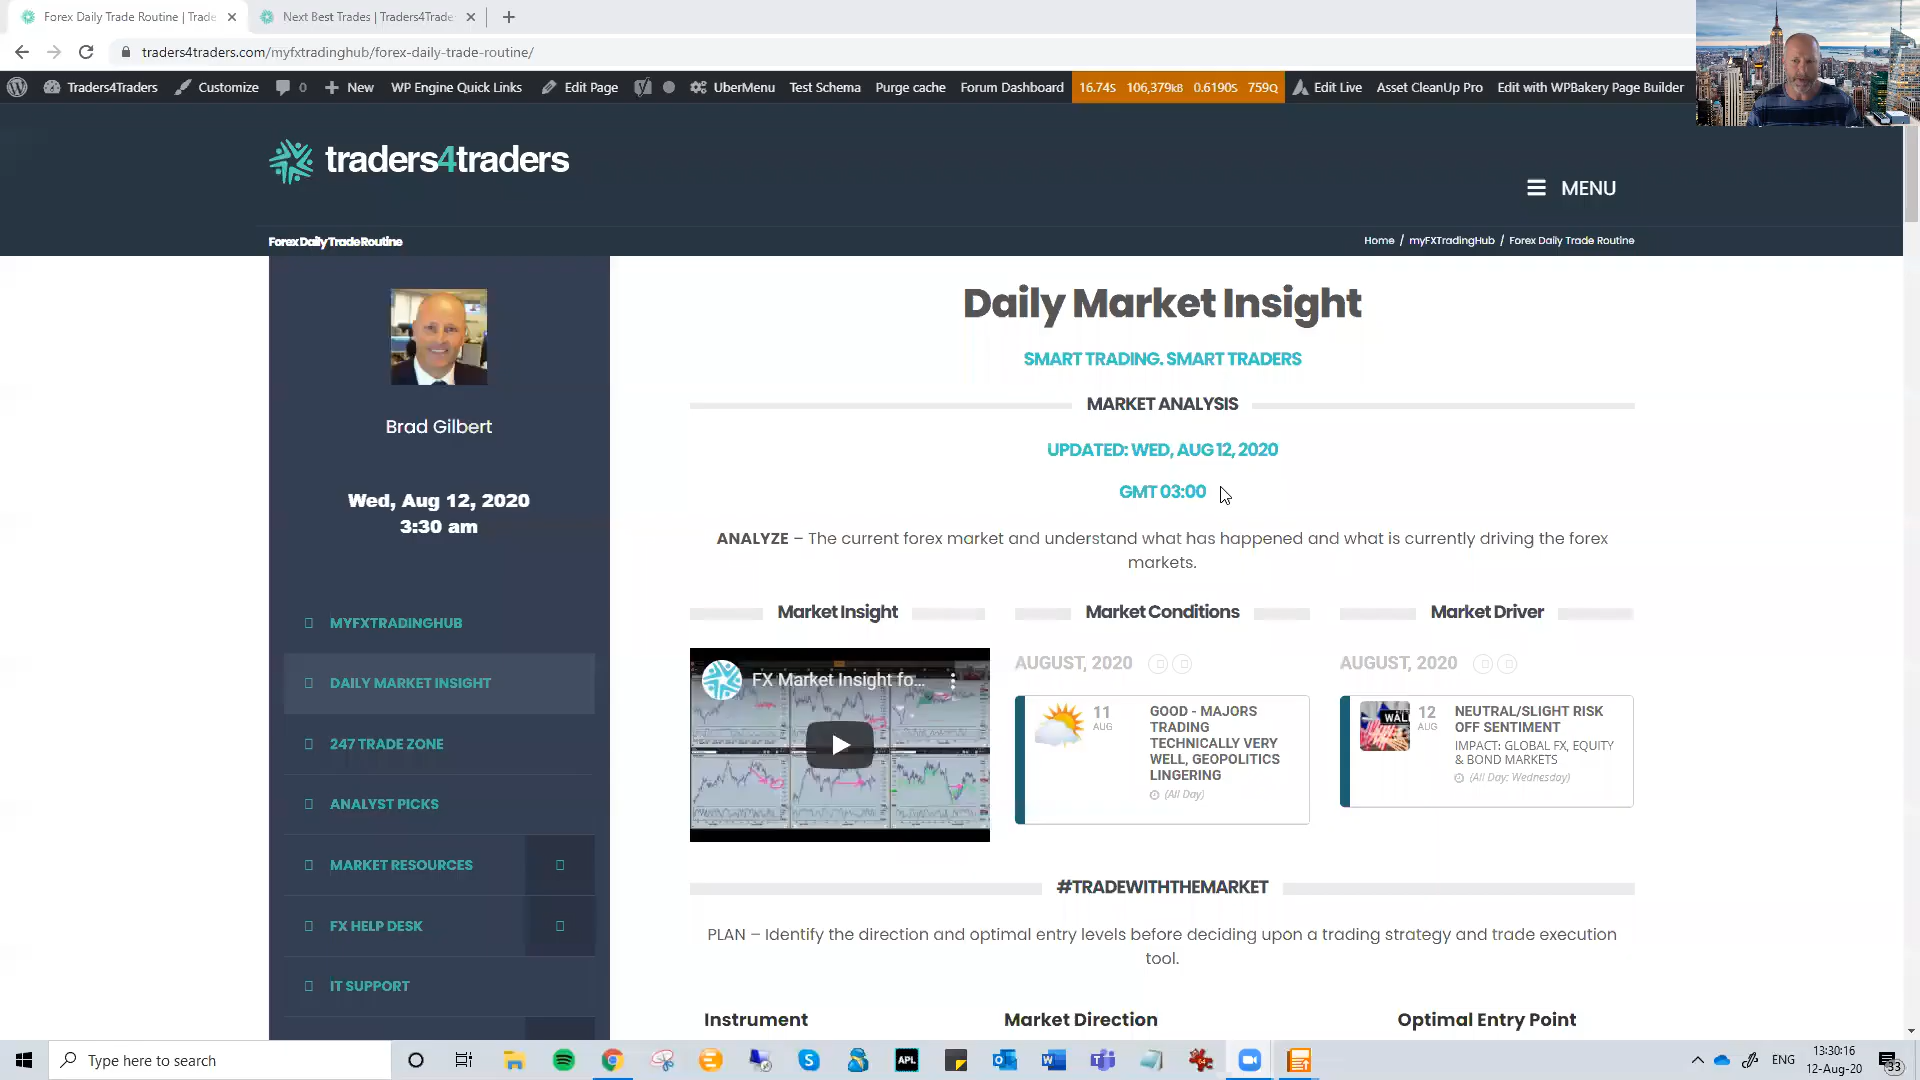 Forex Daily Trade Routine | Trade
Next Best Trades | Traders4Trade
traders4traders.com/myfxtradinghub/forex-daily-trade-routine/
Traders4Traders
Customize
0
New
WP Engine Quick Links
Edit Page
UberMenu
Test Schema
Purge cache
Forum Dashboard
16.74S 106,379KB 0.6190S 759Q
Edit Live
Asset CleanUp Pro
Edit with WPBakery Page Builder
traders4traders
MENU
Forex Daily Trade Routine
Home / myFXTradingHub / Forex Daily Trade Routine
Brad Gilbert
Wed, Aug 12, 2020
3:30 am
MYFXTRADINGHUB
DAILY MARKET INSIGHT
247 TRADE ZONE
ANALYST PICKS
MARKET RESOURCES
FX HELP DESK
IT SUPPORT
Daily Market Insight
SMART TRADING. SMART TRADERS
MARKET ANALYSIS
UPDATED: WED, AUG 12, 2020
GMT 03:00
ANALYZE – The current forex market and understand what has happened and what is currently driving the forex
markets.
Market Insight
FX Market Insight fo...
Market Conditions
AUGUST, 2020
11
AUG
GOOD - MAJORS
TRADING
TECHNICALLY VERY
WELL, GEOPOLITICS
LINGERING
(All Day)
Market Driver
AUGUST, 2020
WAL
12
AUG
NEUTRAL/SLIGHT RISK
OFF SENTIMENT
IMPACT: GLOBAL FX, EQUITY
& BOND MARKETS
(All Day: Wednesday)
#TRADEWITHTHEMARKET
PLAN – Identify the direction and optimal entry levels before deciding upon a trading strategy and trade execution
tool.
Instrument
Market Direction
Optimal Entry Point
Type here to search
APL
ENG
13:30:16
12-Aug-20
33